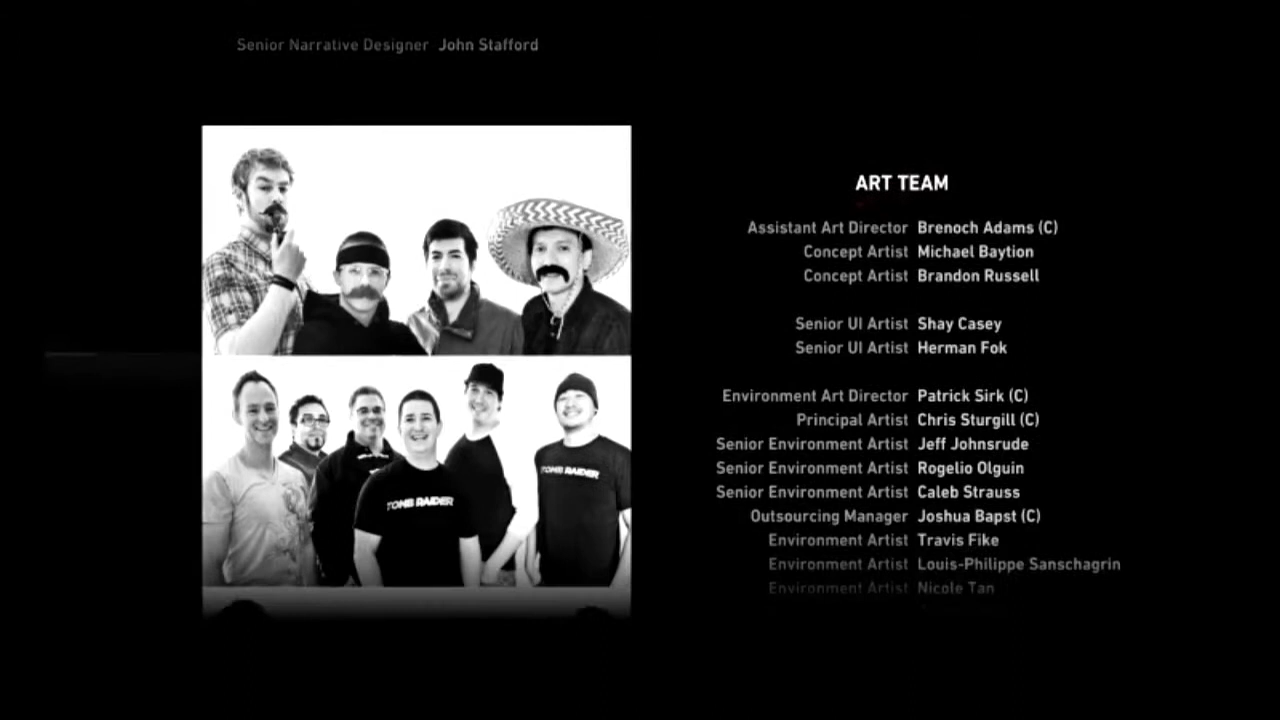 Senior Narrative Designer John Stafford
ART TEAM
Assistant Art Director Brenoch Adams (C)
Concept Artist Michael Baytion
Concept Artist Brandon Russell
Senior UI Artist Shay Casey
Senior UI Artist Herman Fok
Environment Art Director Patrick Sirk (C)
Principal Artist Chris Sturgill (C)
Senior Environment Artist Jeff Johnsrude
Senior Environment Artist Rogelio Olguin
Senior Environment Artist Caleb Strauss
Outsourcing Manager Joshua Bapst (C)
Environment Artist Travis Fike
Environment Artist Louis-Philippe Sanschagrin
Environment Artist Nicole Tan
TOMB RAIDER
TOMB RAIDER